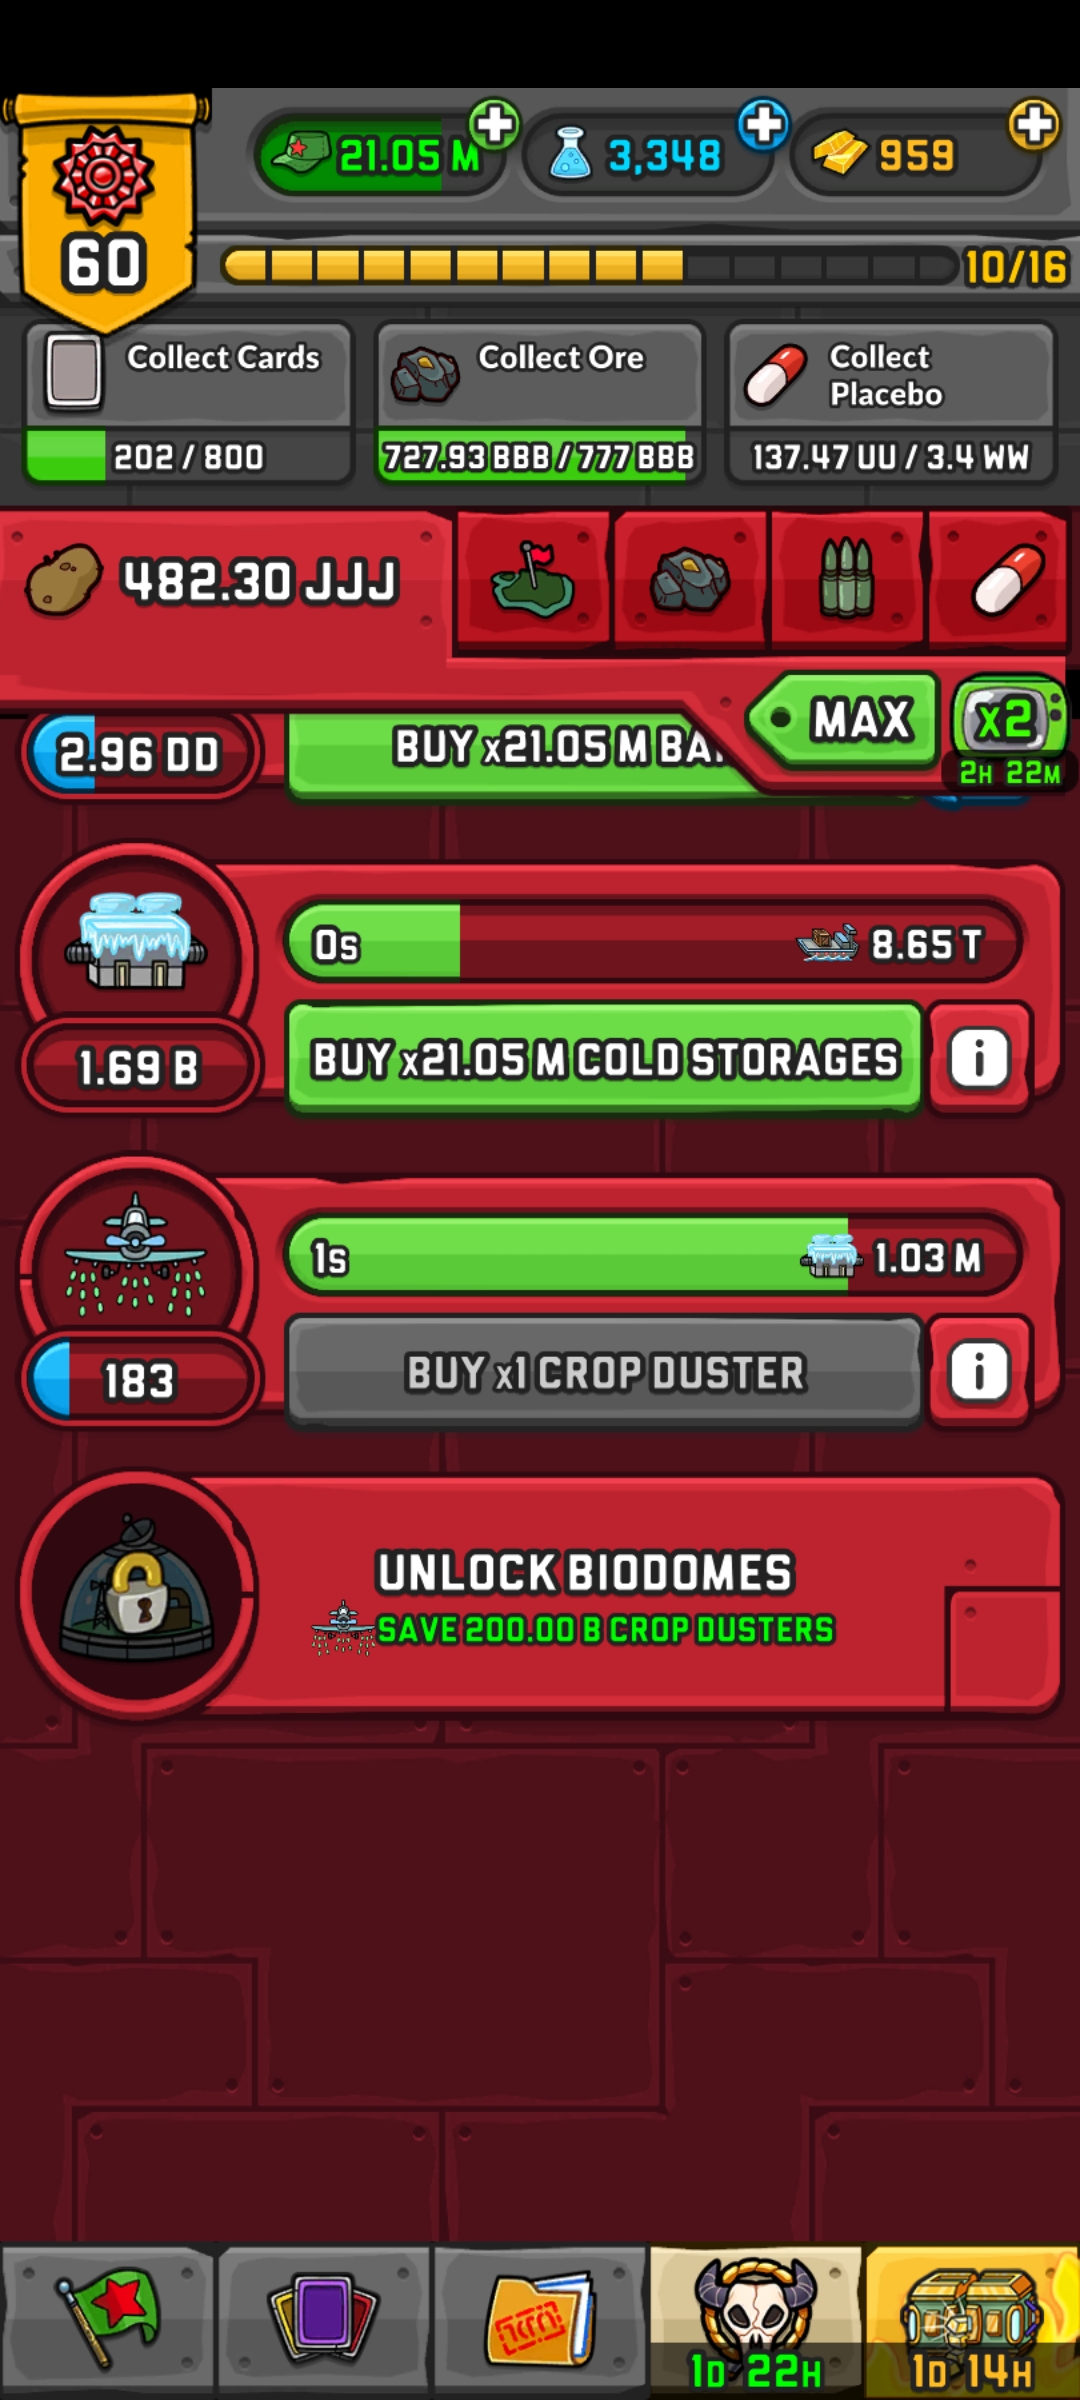 21.05 M
3,348
959
60
10/16
Collect Cards
202 / 800
Collect Ore
727.93 BBB / 777 BBB
Collect
Placebo
137.47 UU / 3.4 WW
482.30 JJJ
MAX
x2
2H 22M
2.96 DD
BUY x21.05 M BA
0s
8.65 T
1.69 B
BUY x21.05 M COLD STORAGES
i
1s
1.03 M
183
BUY x1 CROP DUSTER
i
UNLOCK BIODOMES
SAVE 200.00 B CROP DUSTERS
1D 22H
1D 14H